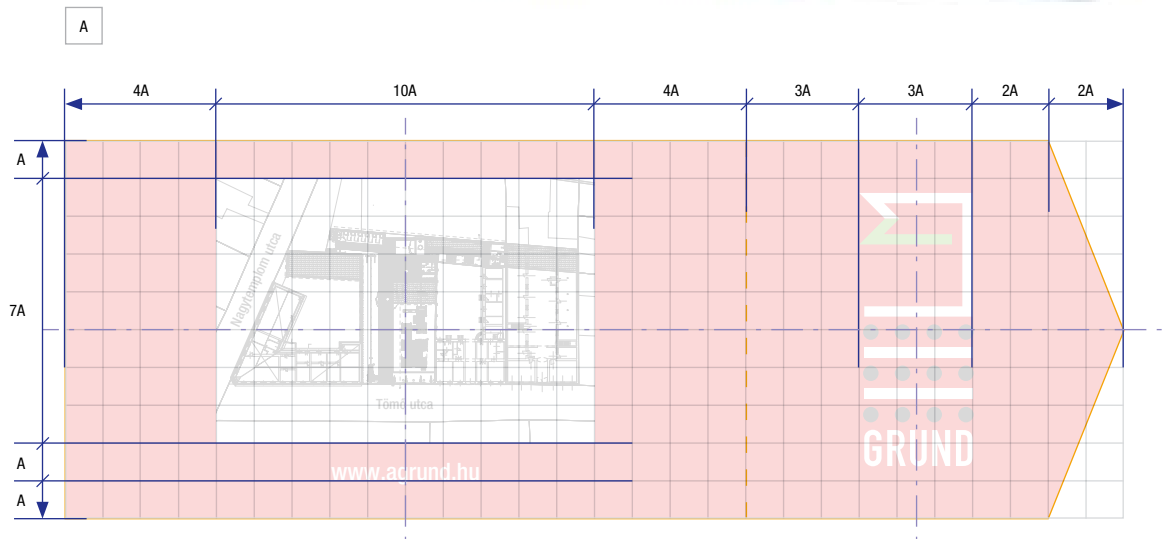 A
4A 10A 4A 3A 3A 2A 2A
A
7A
A
A
Nagytemplom utca
Tömő utca
www.agrund.hu
GRUND